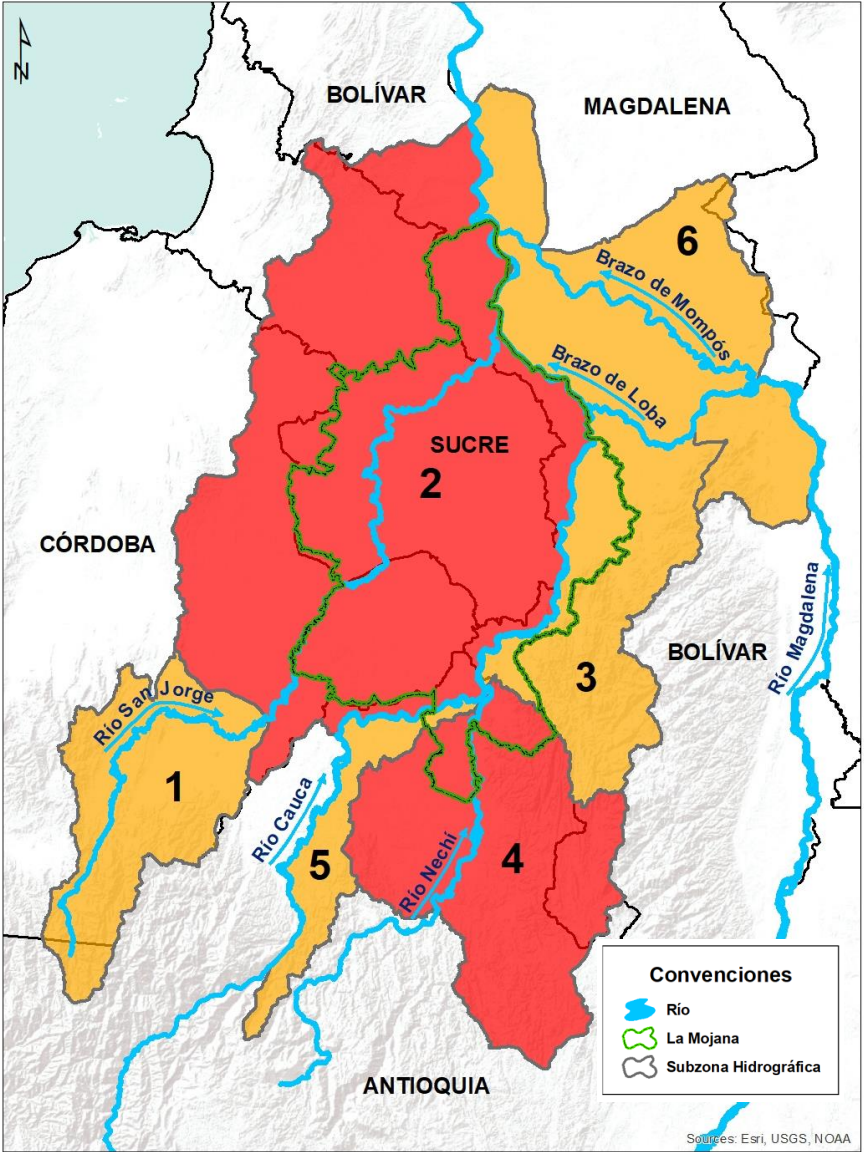 N
BOLÍVAR
MAGDALENA
6
Brazo de Mompós
Brazo de Loba
SUCRE
2
CÓRDOBA
Río Magdalena
BOLÍVAR
3
Río San Jorge
1
Río Cauca
5
Río Nechí
4
ANTIOQUIA
Convenciones
Río
La Mojana
Subzona Hidrográfica
Sources: Esri, USGS, NOAA